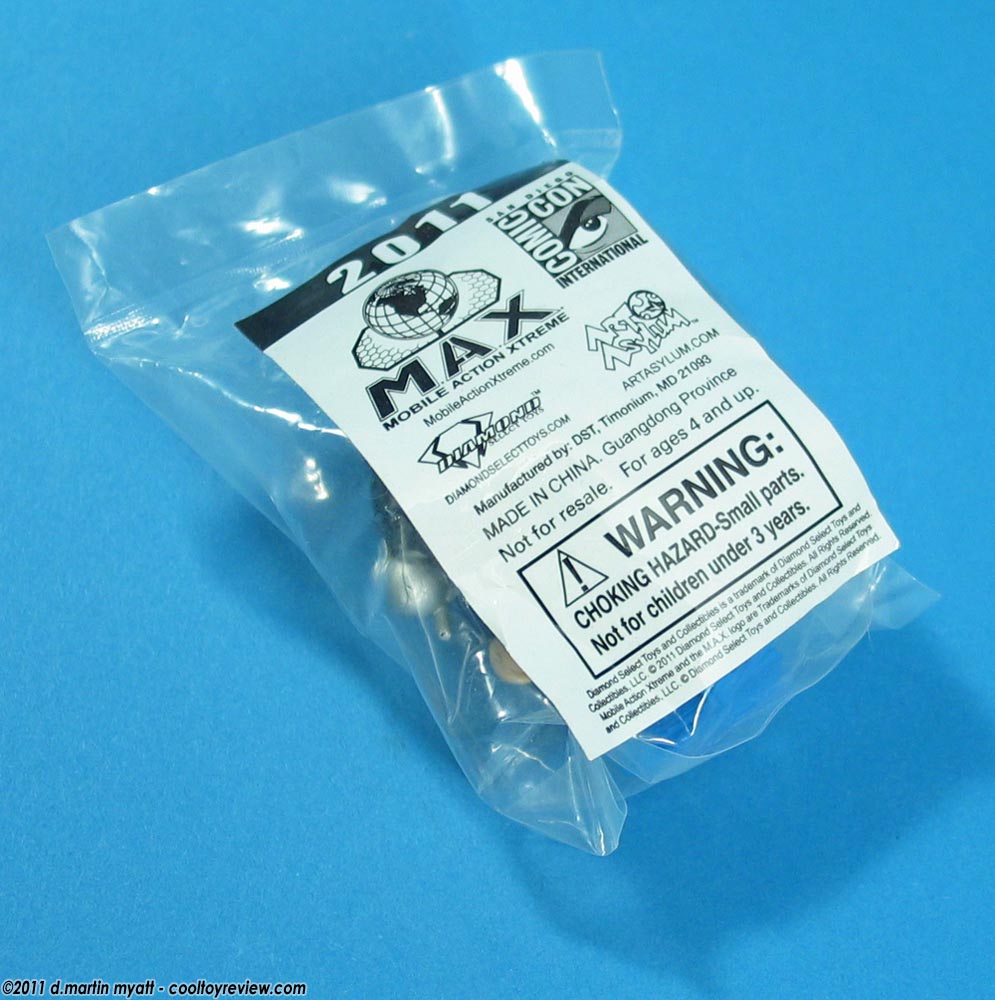 2011
SAN DIEGO
COMIC CON
INTERNATIONAL
M.A.X
MOBILE ACTION XTREME™
MobileActionXtreme.com
ART ASYLUM
ARTASYLUM.COM
DIAMOND™
SELECT TOYS
DIAMONDSELECTTOYS.COM
Manufactured by: DST, Timonium, MD 21093
MADE IN CHINA. Guangdong Province
Not for resale. For ages 4 and up.
WARNING:
CHOKING HAZARD-Small parts.
Not for children under 3 years.
Diamond Select Toys and Collectibles is a trademark of Diamond Select Toys and
Collectibles, LLC. © 2011 Diamond Select Toys and Collectibles. All Rights Reserved.
Mobile Action Xtreme and the M.A.X. logo are Trademarks of Diamond Select Toys
and Collectibles, LLC. © Diamond Select Toys and Collectibles. All Rights Reserved.
©2011 d.martin myatt - cooltoyreview.com